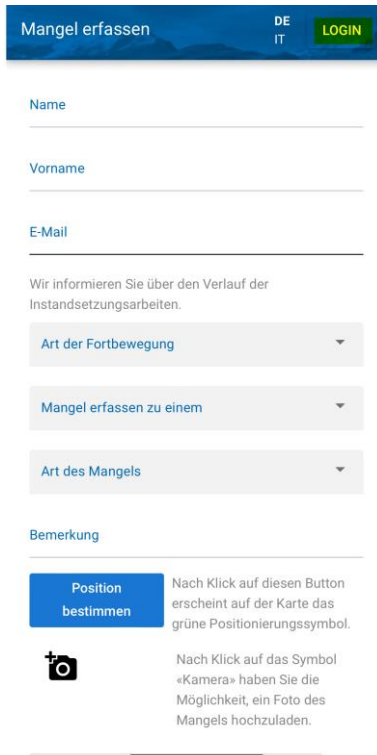 Mangel erfassen
DE
IT
LOGIN
Name
Vorname
E-Mail
Wir informieren Sie über den Verlauf der
Instandsetzungsarbeiten.
Art der Fortbewegung
Mangel erfassen zu einem
Art des Mangels
Bemerkung
Position
bestimmen
Nach Klick auf diesen Button
erscheint auf der Karte das
grüne Positionierungssymbol.
Nach Klick auf das Symbol
«Kamera» haben Sie die
Möglichkeit, ein Foto des
Mangels hochzuladen.